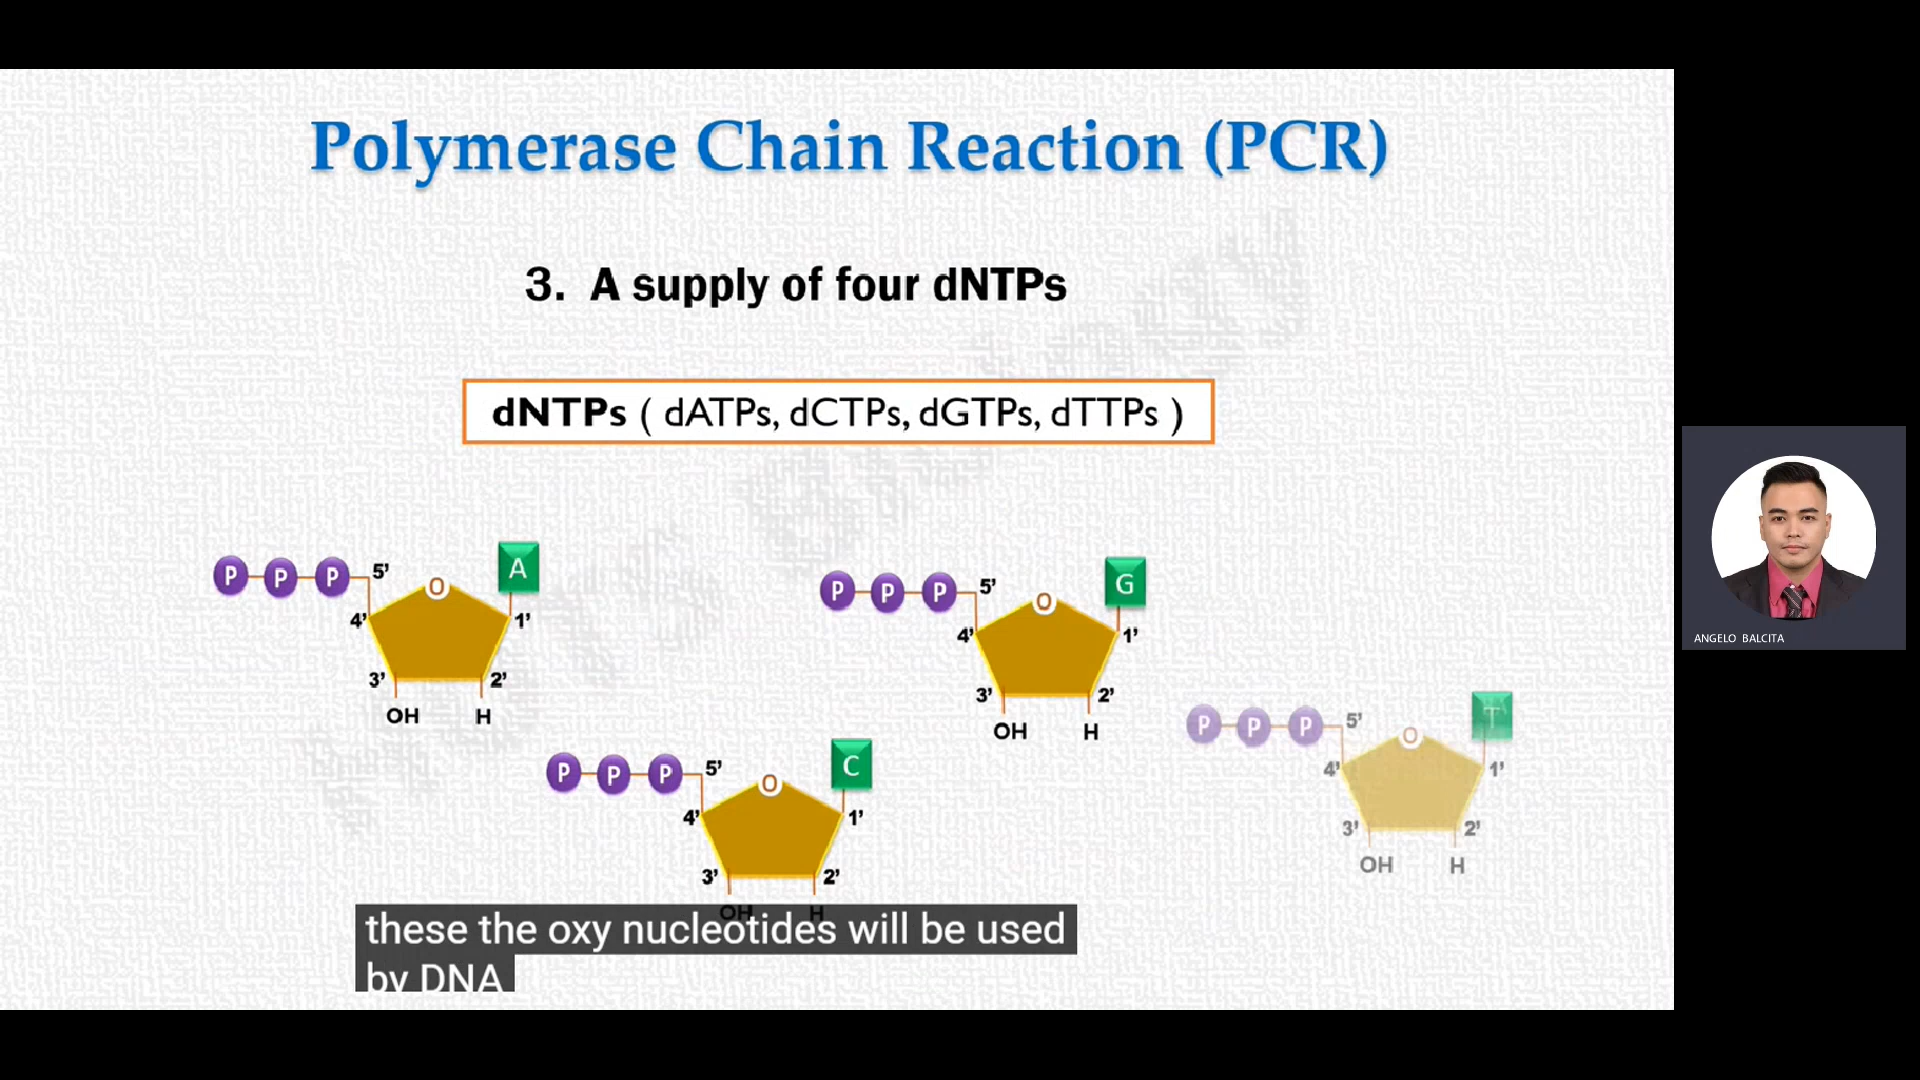 Polymerase Chain Reaction (PCR)
3. A supply of four dNTPs
dNTPs ( dATPs, dCTPs, dGTPs, dTTPs )
P P P 5' O A
4' 1'
3' 2'
OH H
P P P 5' O G
4' 1'
3' 2'
OH H
P P P 5' O C
4' 1'
3' 2'
OH H
P P P 5' O T
4' 1'
3' 2'
OH H
these the oxy nucleotides will be used
by DNA
ANGELO BALCITA